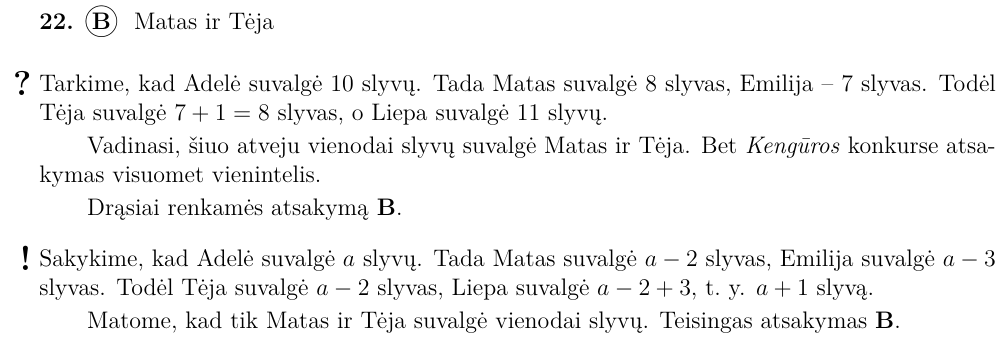 22. B Matas ir Tėja
? Tarkime, kad Adelė suvalgė 10 slyvų. Tada Matas suvalgė 8 slyvas, Emilija – 7 slyvas. Todėl
Tėja suvalgė 7 + 1 = 8 slyvas, o Liepa suvalgė 11 slyvų.
Vadinasi, šiuo atveju vienodai slyvų suvalgė Matas ir Tėja. Bet Kengūros konkurse atsa-
kymas visuomet vienintelis.
Drąsiai renkamės atsakymą B.
! Sakykime, kad Adelė suvalgė a slyvų. Tada Matas suvalgė a − 2 slyvas, Emilija suvalgė a − 3
slyvas. Todėl Tėja suvalgė a − 2 slyvas, Liepa suvalgė a − 2 + 3, t. y. a + 1 slyvą.
Matome, kad tik Matas ir Tėja suvalgė vienodai slyvų. Teisingas atsakymas B.